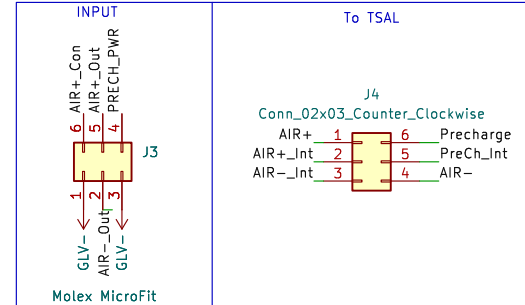 INPUT
To TSAL
AIR+_Con
AIR+_Out
PRECH_PWR
6 5 4
J3
1 2 3
GLV-
AIR-_Out
GLV-
Molex MicroFit
J4
Conn_02x03_Counter_Clockwise
AIR+ 1 6 Precharge
AIR+_Int 2 5 PreCh_Int
AIR-_Int 3 4 AIR-